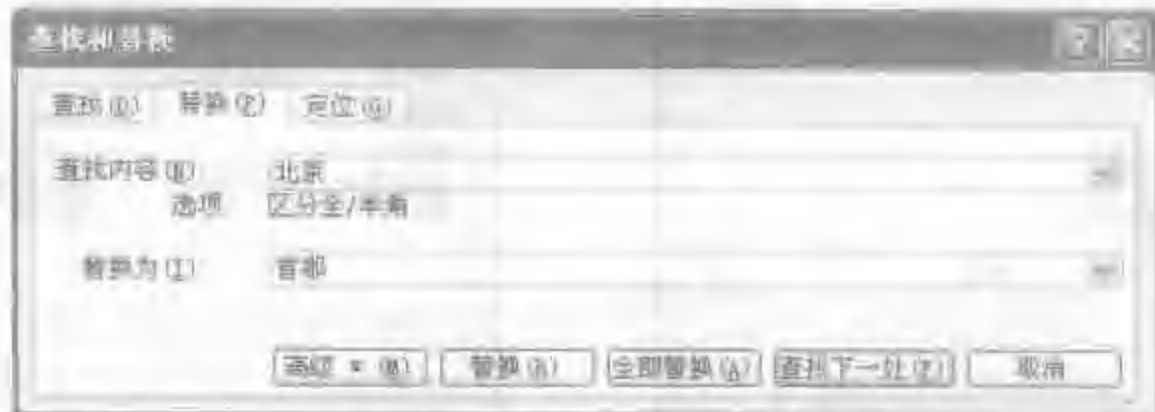 查找和替换
查找(D) 替换(P) 定位(G)
查找内容(N) 北京
选项 区分全/半角
替换为(I) 首都
高级 (M) 替换(R) 全部替换(A) 查找下一处(F) 取消